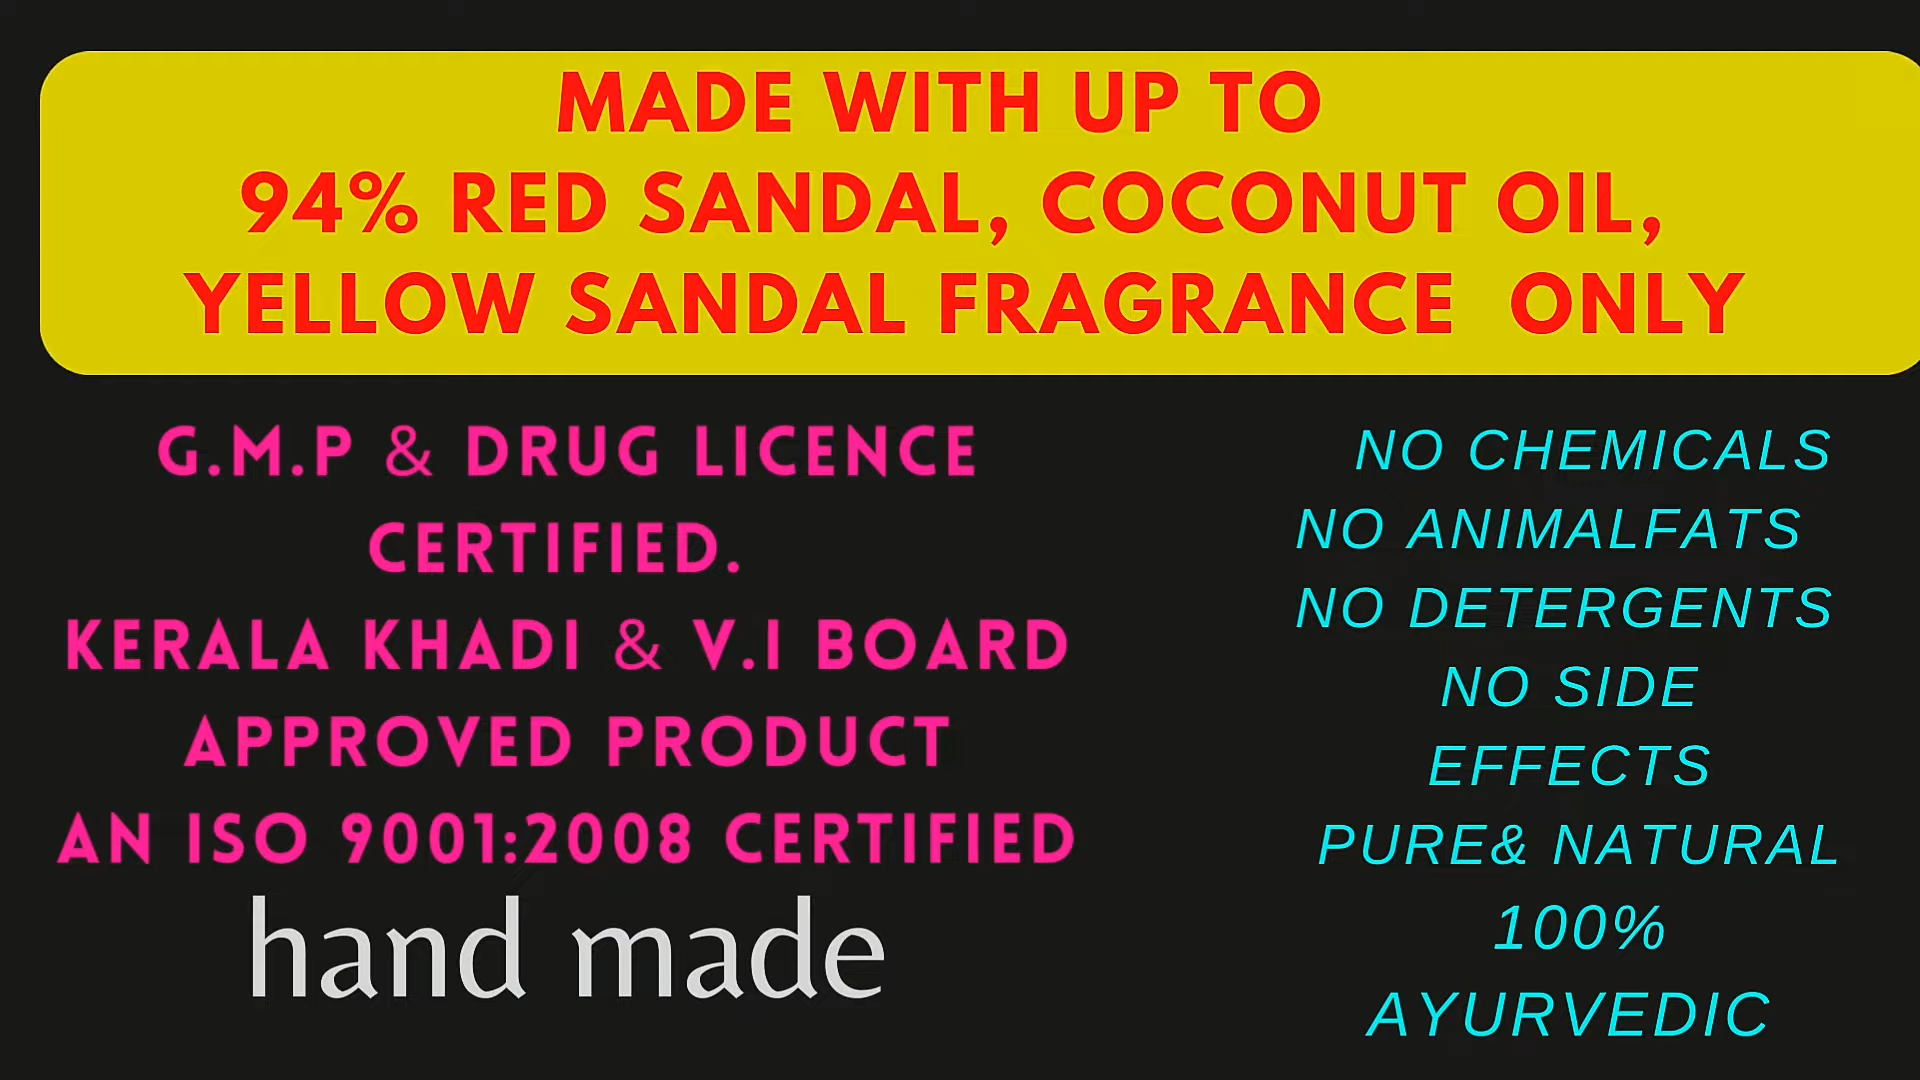 MADE WITH UP TO
94% RED SANDAL, COCONUT OIL,
YELLOW SANDAL FRAGRANCE ONLY
G.M.P & DRUG LICENCE
CERTIFIED.
KERALA KHADI & V.I BOARD
APPROVED PRODUCT
AN ISO 9001:2008 CERTIFIED
hand made
NO CHEMICALS
NO ANIMALFATS
NO DETERGENTS
NO SIDE
EFFECTS
PURE& NATURAL
100%
AYURVEDIC